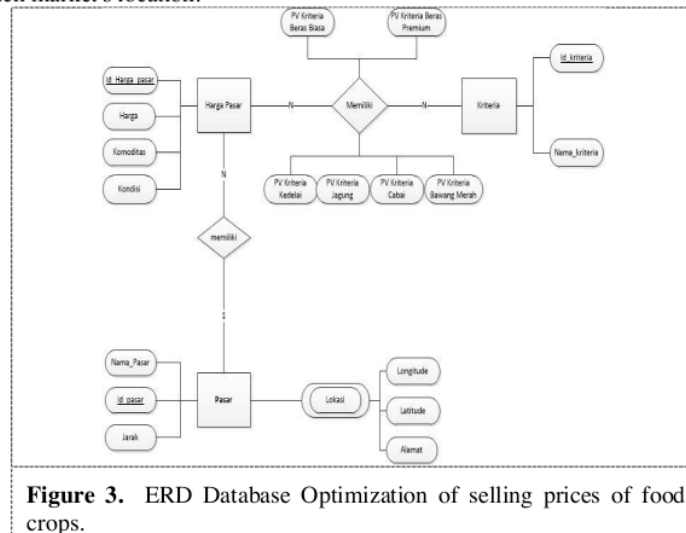 PV Kriteria
Beras Biasa
PV Kriteria Beras
Premium
Id_Harga_pasar
Harga
Komoditas
Kondisi
Harga Pasar
N
Memiliki
N
Kriteria
Id_kriteria
Nama_kriteria
PV Kriteria
Kedelai
PV Kriteria
Jagung
PV Kriteria
Cabai
PV Kriteria
Bawang Merah
N
memiliki
1
Nama_Pasar
Id_pasar
Jarak
Pasar
Lokasi
Longitude
Latitude
Alamat
Figure 3. ERD Database Optimization of selling prices of food
crops.